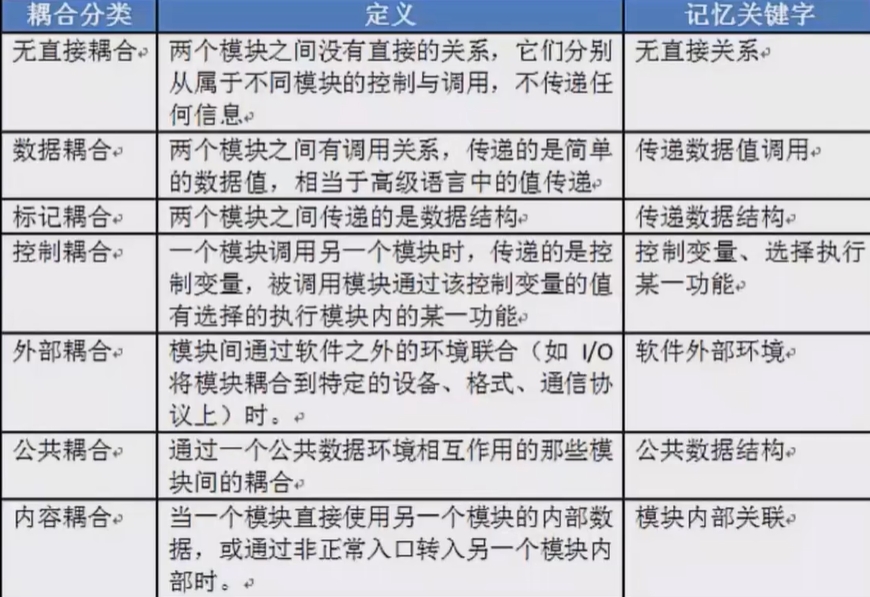 耦合分类 定义 记忆关键字
无直接耦合 两个模块之间没有直接的关系，它们分别 无直接关系
从属于不同模块的控制与调用，不传递任
何信息
数据耦合 两个模块之间有调用关系，传递的是简单 传递数据值调用
的数据值，相当于高级语言中的值传递
标记耦合 两个模块之间传递的是数据结构 传递数据结构
控制耦合 一个模块调用另一个模块时，传递的是控 控制变量、选择执行
制变量，被调用模块通过该控制变量的值 某一功能
有选择的执行模块内的某一功能
外部耦合 模块间通过软件之外的环境联合（如 I/O 软件外部环境
将模块耦合到特定的设备、格式、通信协
议上）时。
公共耦合 通过一个公共数据环境相互作用的那些模 公共数据结构
块间的耦合
内容耦合 当一个模块直接使用另一个模块的内部数 模块内部关联
据，或通过非正常入口转入另一个模块内
部时。